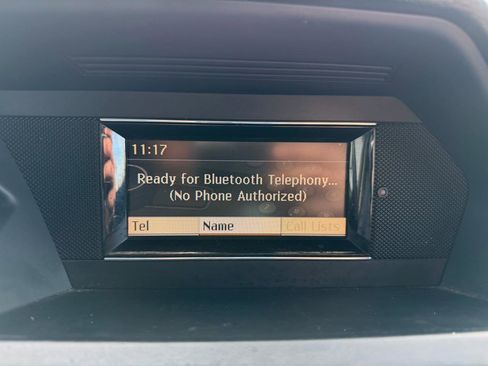 11:17
Ready for Bluetooth Telephony...
(No Phone Authorized)
Tel Name Call Lists